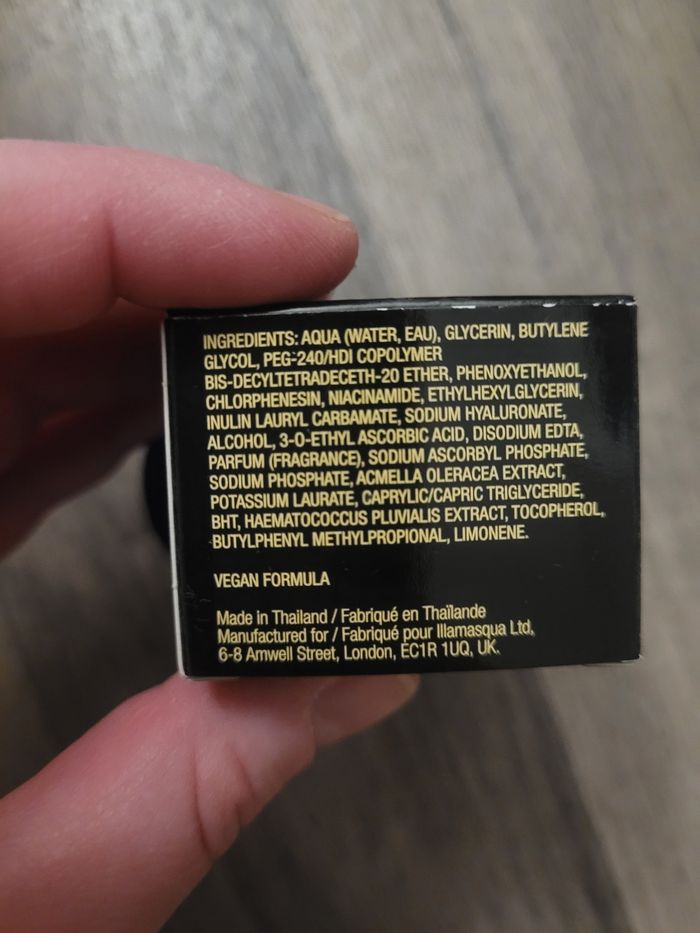 INGREDIENTS: AQUA (WATER, EAU), GLYCERIN, BUTYLENE
GLYCOL, PEG-240/HDI COPOLYMER
BIS-DECYLTETRADECETH-20 ETHER, PHENOXYETHANOL,
CHLORPHENESIN, NIACINAMIDE, ETHYLHEXYLGLYCERIN,
INULIN LAURYL CARBAMATE, SODIUM HYALURONATE,
ALCOHOL, 3-O-ETHYL ASCORBIC ACID, DISODIUM EDTA,
PARFUM (FRAGRANCE), SODIUM ASCORBYL PHOSPHATE,
SODIUM PHOSPHATE, ACMELLA OLERACEA EXTRACT,
POTASSIUM LAURATE, CAPRYLIC/CAPRIC TRIGLYCERIDE,
BHT, HAEMATOCOCCUS PLUVIALIS EXTRACT, TOCOPHEROL,
BUTYLPHENYL METHYLPROPIONAL, LIMONENE.
VEGAN FORMULA
Made in Thailand / Fabriqué en Thaïlande
Manufactured for / Fabriqué pour Illamasqua Ltd,
6-8 Amwell Street, London, EC1R 1UQ, UK.